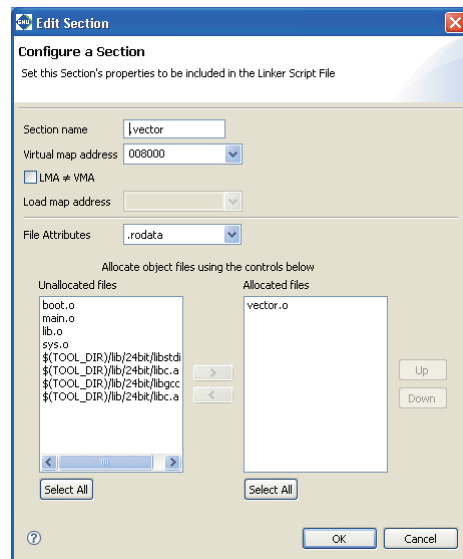 GNU Edit Section
Configure a Section
Set this Section's properties to be included in the Linker Script File
Section name .vector
Virtual map address 008000
LMA ≠ VMA
Load map address
File Attributes .rodata
Allocate object files using the controls below
Unallocated files Allocated files
boot.o vector.o
main.o
lib.o
sys.o
$(TOOL_DIR)/lib/24bit/libstdi
$(TOOL_DIR)/lib/24bit/libc.a
$(TOOL_DIR)/lib/24bit/libgcc
$(TOOL_DIR)/lib/24bit/libc.a
> Up
< Down
Select All Select All
? OK Cancel